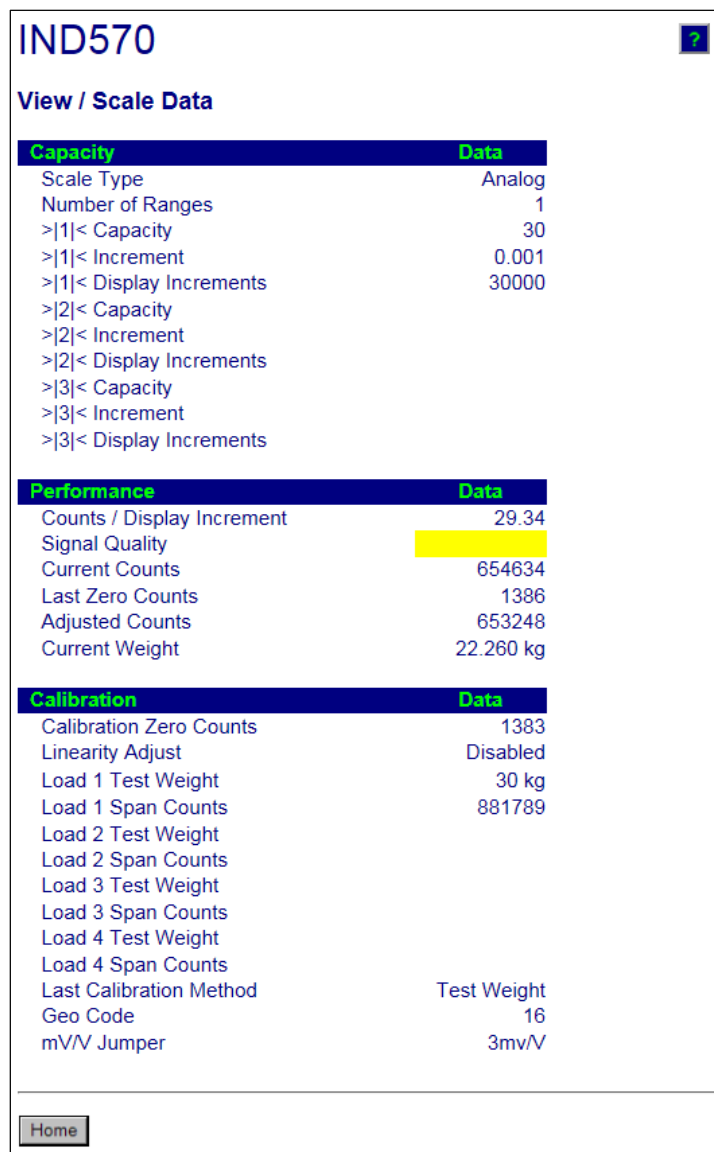 IND570
?
View / Scale Data
Capacity Data
Scale Type Analog
Number of Ranges 1
>|1|< Capacity 30
>|1|< Increment 0.001
>|1|< Display Increments 30000
>|2|< Capacity
>|2|< Increment
>|2|< Display Increments
>|3|< Capacity
>|3|< Increment
>|3|< Display Increments
Performance Data
Counts / Display Increment 29.34
Signal Quality
Current Counts 654634
Last Zero Counts 1386
Adjusted Counts 653248
Current Weight 22.260 kg
Calibration Data
Calibration Zero Counts 1383
Linearity Adjust Disabled
Load 1 Test Weight 30 kg
Load 1 Span Counts 881789
Load 2 Test Weight
Load 2 Span Counts
Load 3 Test Weight
Load 3 Span Counts
Load 4 Test Weight
Load 4 Span Counts
Last Calibration Method Test Weight
Geo Code 16
mV/V Jumper 3mv/V
Home